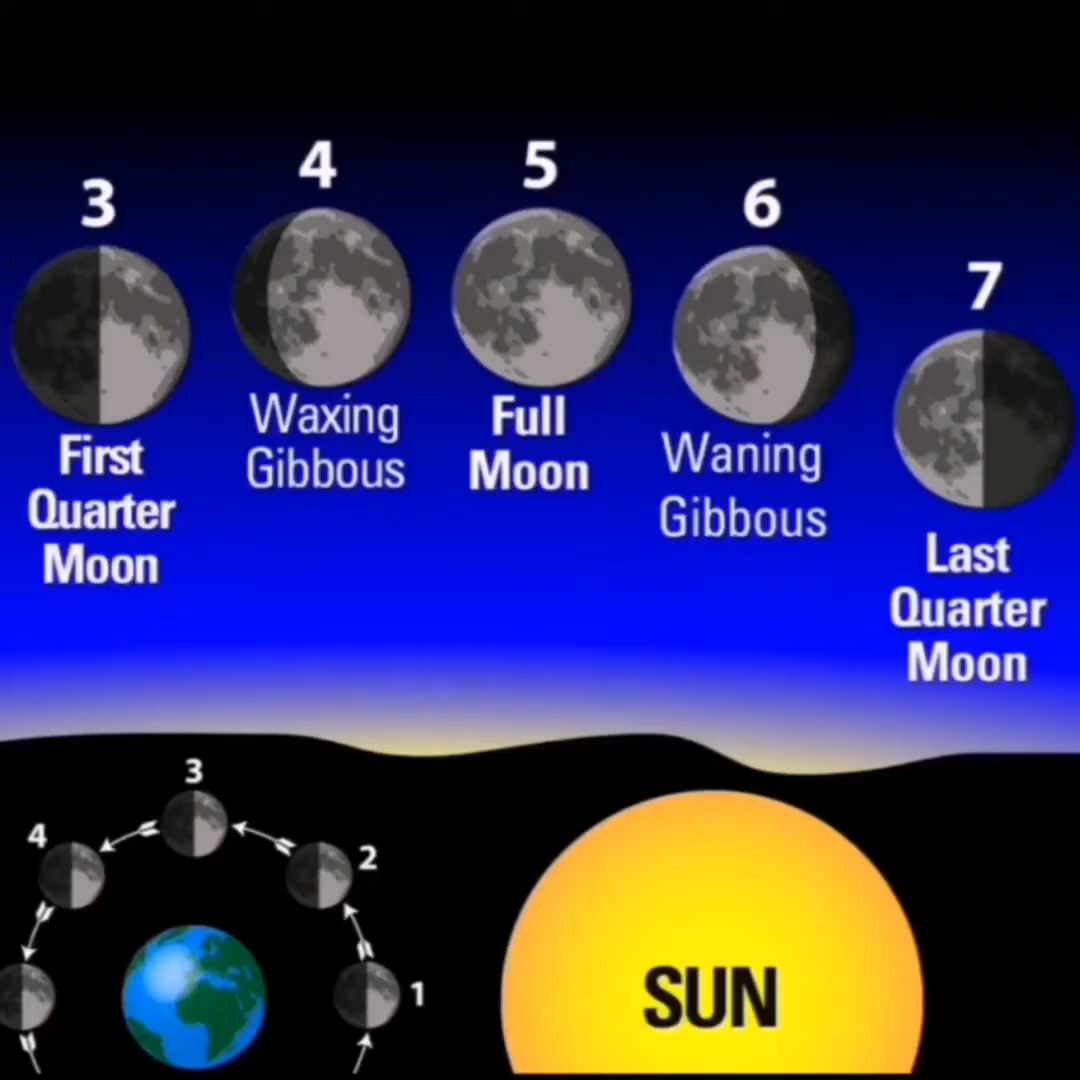 3
4
5
6
7
First
Quarter
Moon
Waxing
Gibbous
Full
Moon
Waning
Gibbous
Last
Quarter
Moon
3
4
2
1
SUN